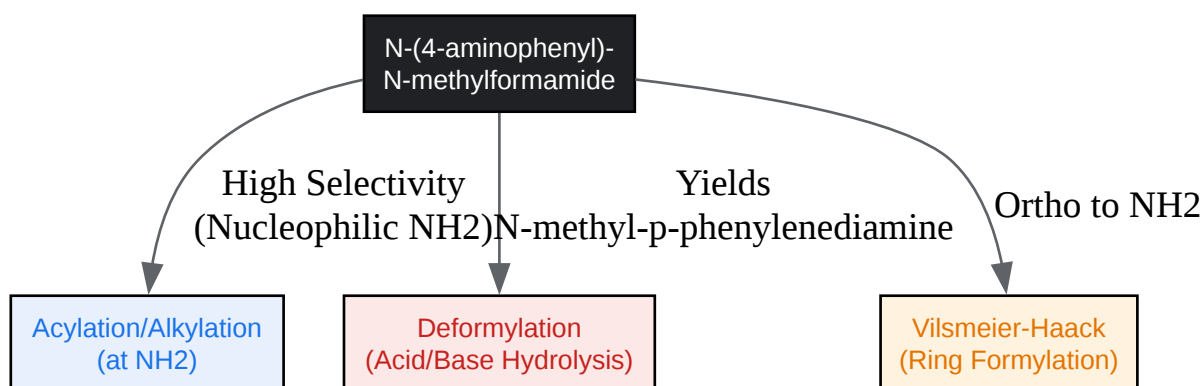 N-(4-aminophenyl)-
N-methylformamide
High Selectivity
(Nucleophilic NH2)
Yields
N-methyl-p-phenylenediamine
Ortho to NH2
Acylation/Alkylation
(at NH2)
Deformylation
(Acid/Base Hydrolysis)
Vilsmeier-Haack
(Ring Formylation)